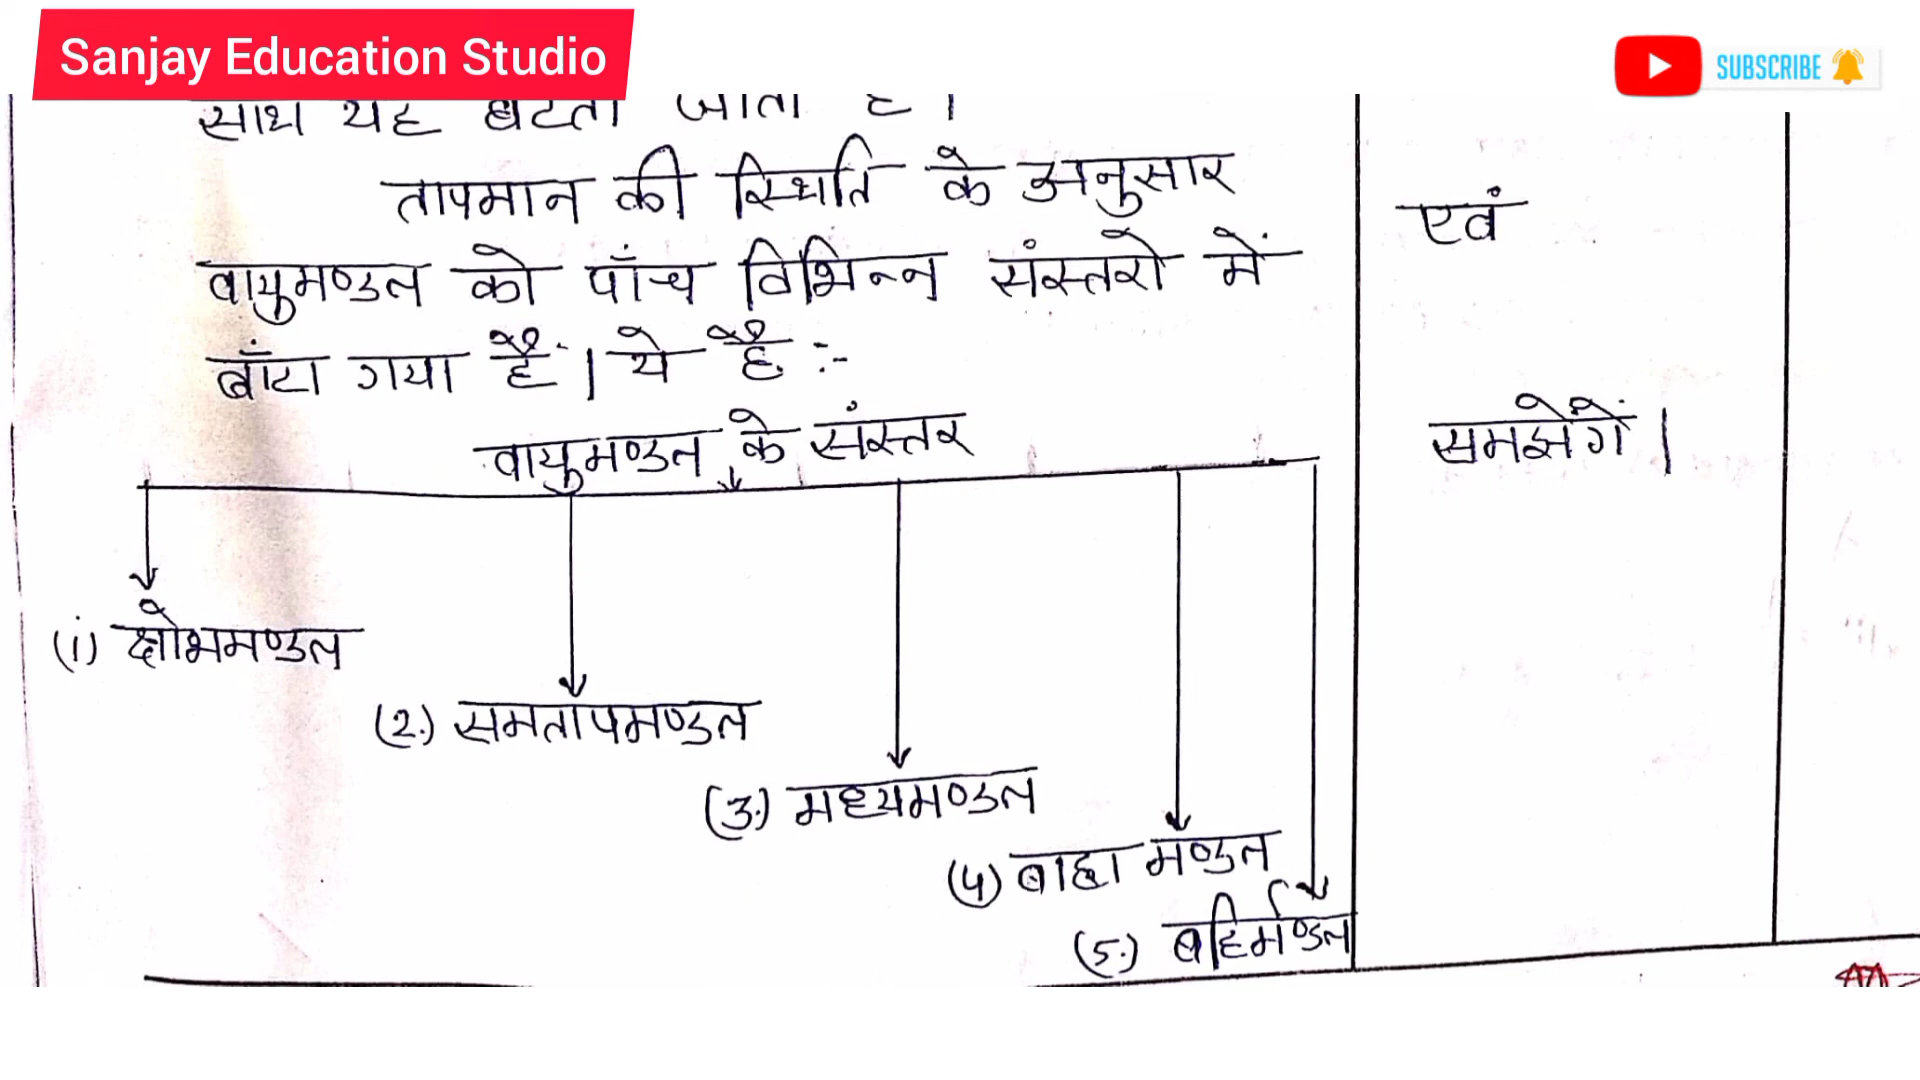 Sanjay Education Studio
SUBSCRIBE
साथ यह घटता जाता है।
तापमान की स्थिति के अनुसार
वायुमण्डल को पाँच विभिन्न संस्तरो में
बाँटा गया हैं। ये हैं :-
वायुमण्डल के संस्तर
(1) क्षोभमण्डल
(2.) समतापमण्डल
(3.) मध्यमण्डल
(4) बाह्य मण्डल
(5.) बहिर्मण्डल
एवं
समझेगें।